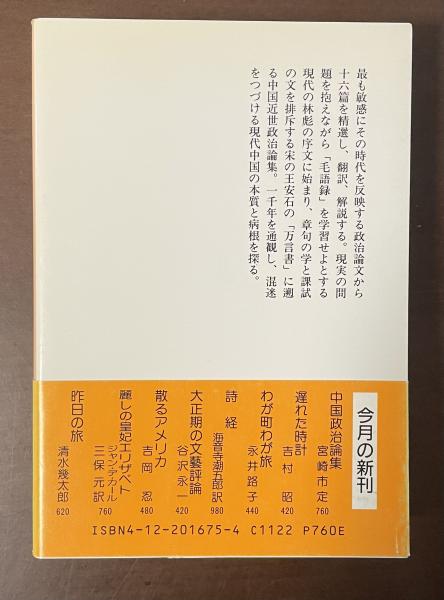 最も敏感にその時代を反映する政治論文から
十六篇を精選し、翻訳、解説する。現実の問
題を抱えながら「毛語録」を学習せよとする
現代の林彪の序文に始まり、章句の学と課試
の文を排斥する宋の王安石の「万言書」に遡
る中国近世政治論集。一千年を通観し、混迷
をつづける現代中国の本質と病根を探る。
今月の新刊
中国政治論集 宮崎市定 760
遅れた時計 吉村昭 420
わが町わが旅 永井路子 440
詩経 海音寺潮五郎訳 980
大正期の文藝評論 谷沢永一 420
散るアメリカ 吉岡忍 480
麗しの皇妃エリザベト ジャン・デ・カール 三保元訳 760
昨日の旅 清水幾太郎 620
ISBN4-12-201675-4 C1122 P760E